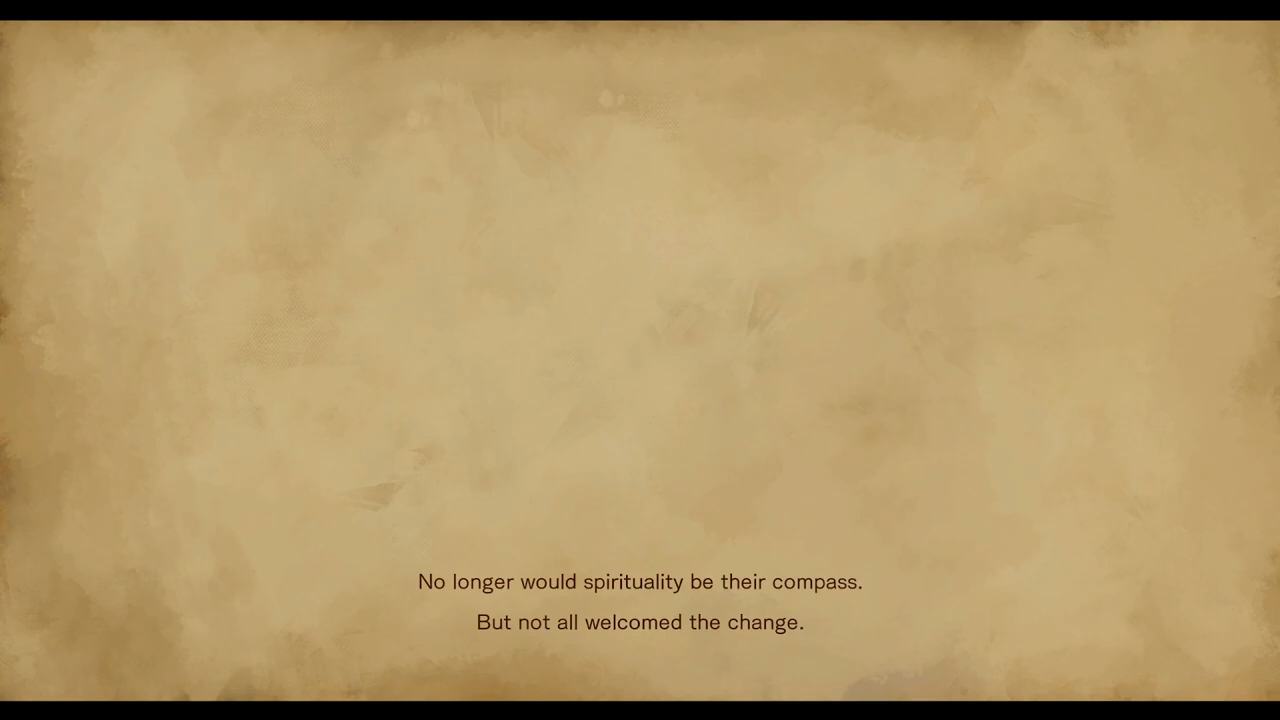 No longer would spirituality be their compass.
But not all welcomed the change.